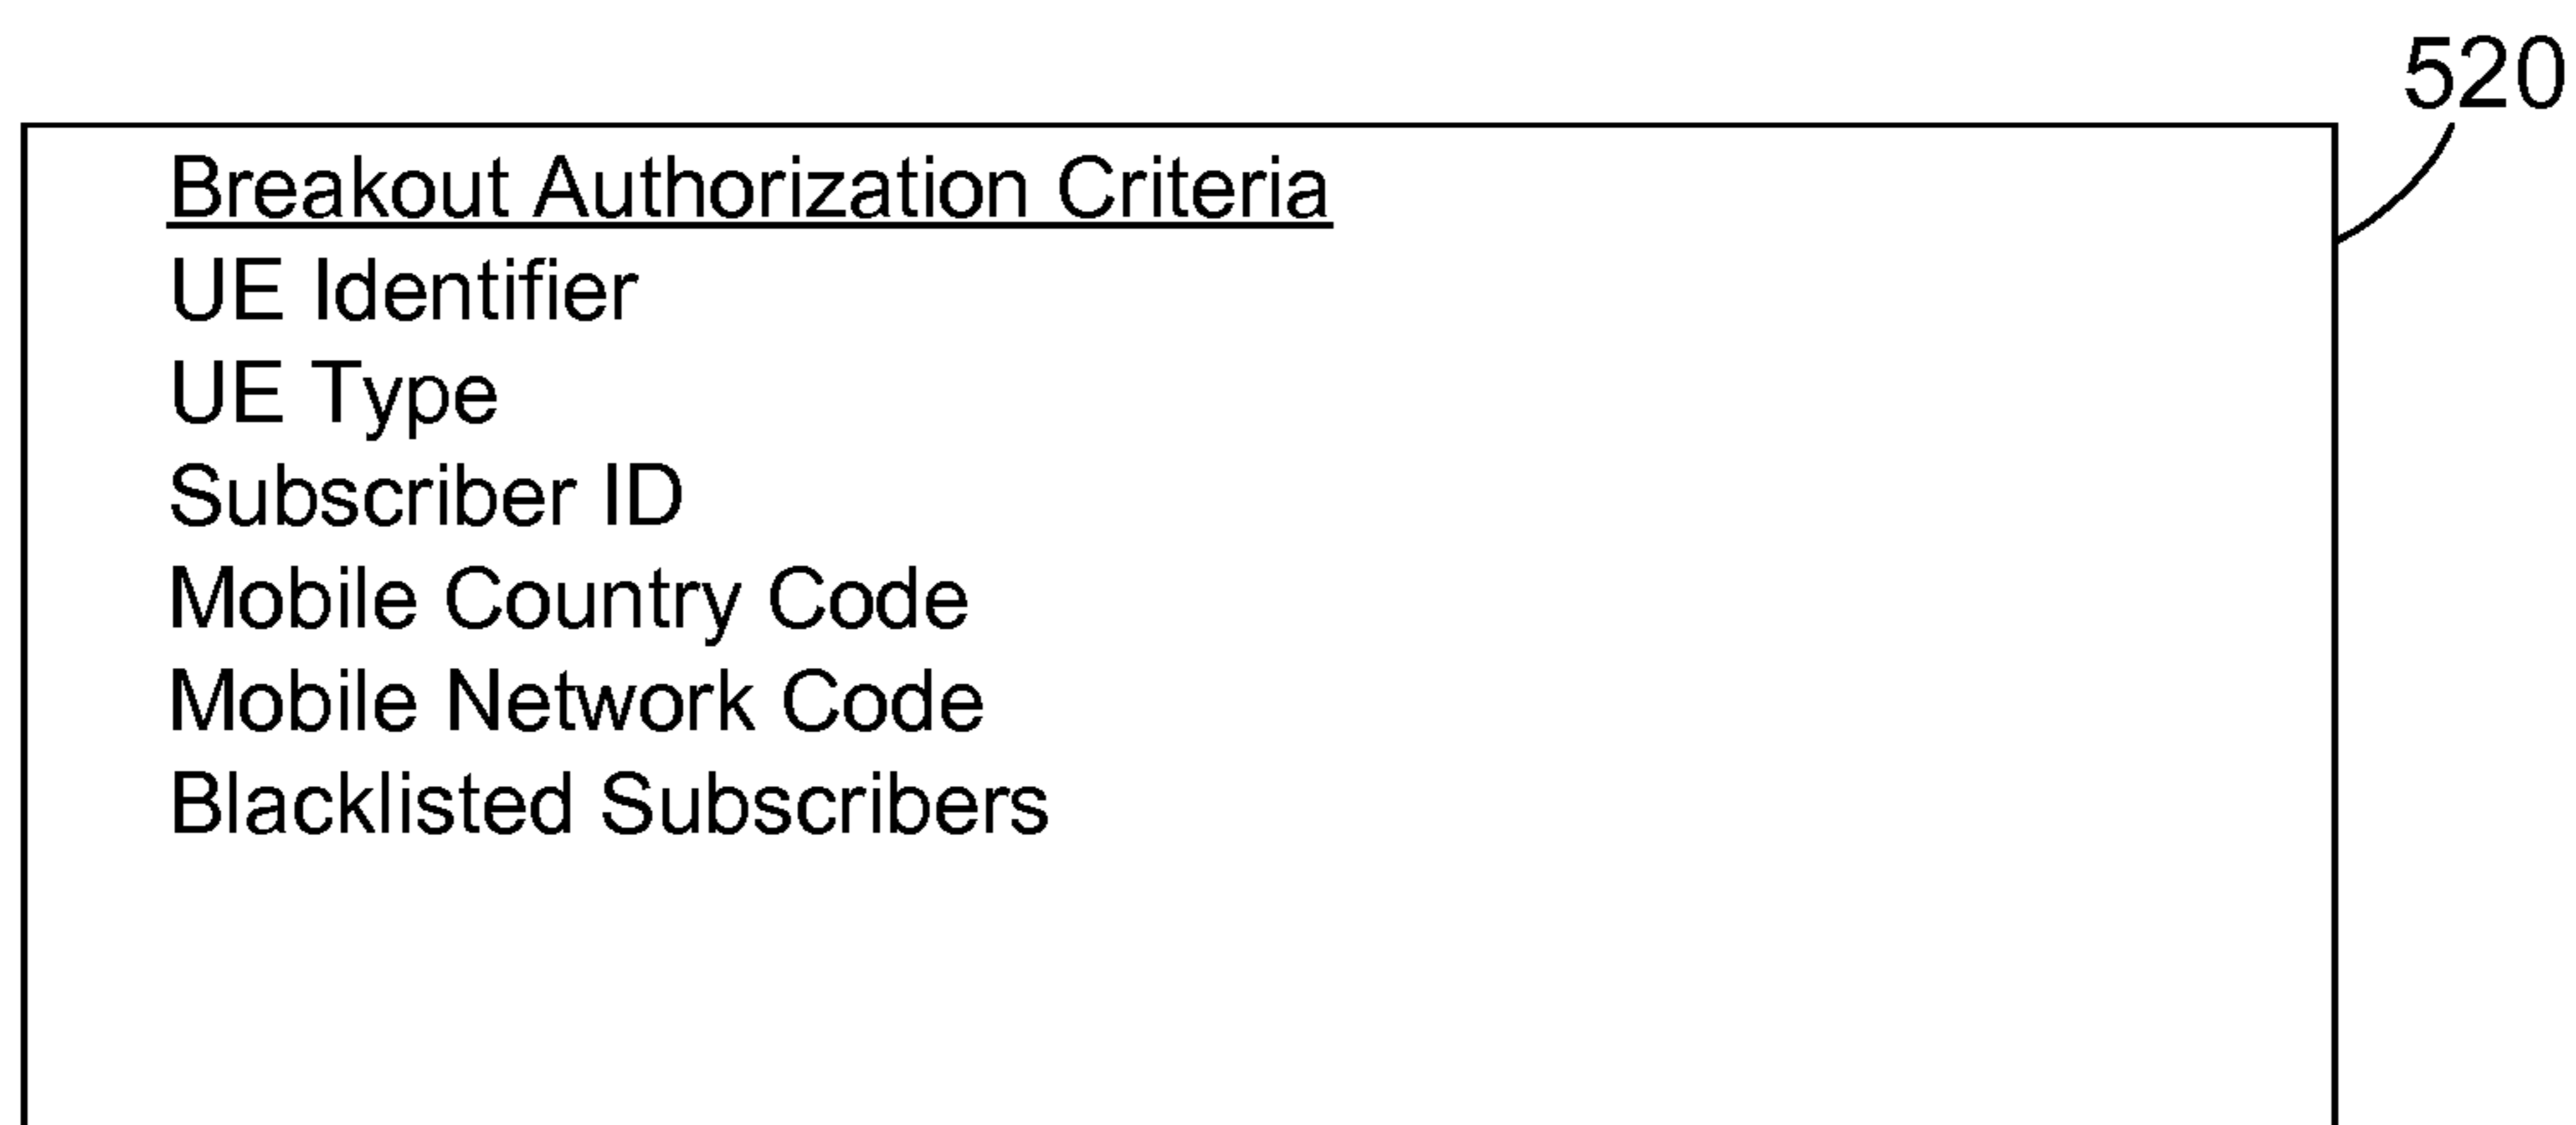 520
Breakout Authorization Criteria
UE Identifier
UE Type
Subscriber ID
Mobile Country Code
Mobile Network Code
Blacklisted Subscribers